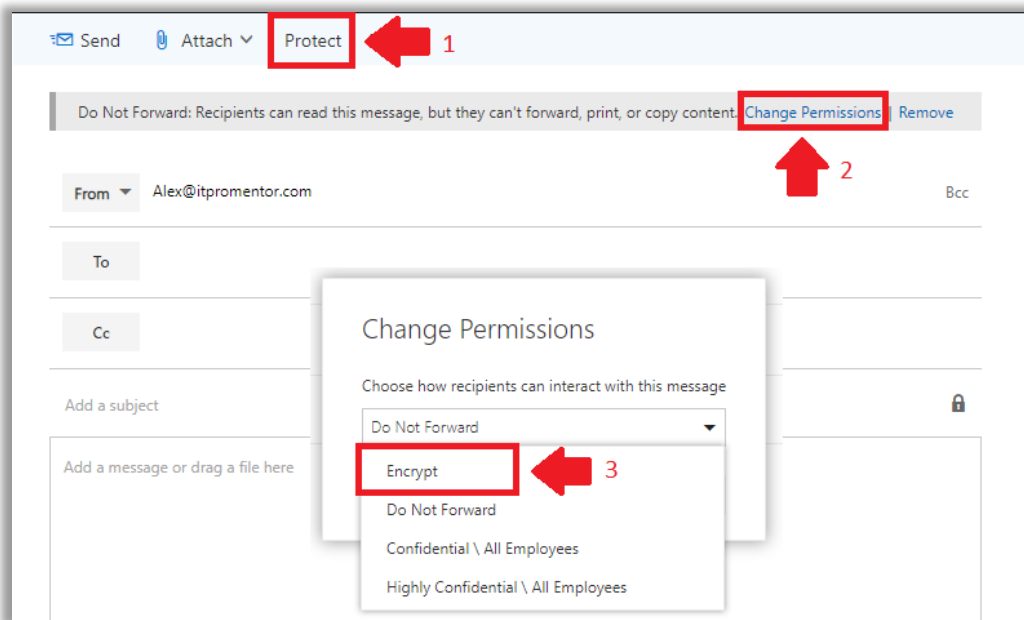 Send Attach Protect 1
Do Not Forward: Recipients can read this message, but they can't forward, print, or copy content. Change Permissions | Remove
2
From Alex@itpromentor.com Bcc
To
Cc
Change Permissions
Choose how recipients can interact with this message
Add a subject
Do Not Forward
Add a message or drag a file here
Encrypt 3
Do Not Forward
Confidential \ All Employees
Highly Confidential \ All Employees